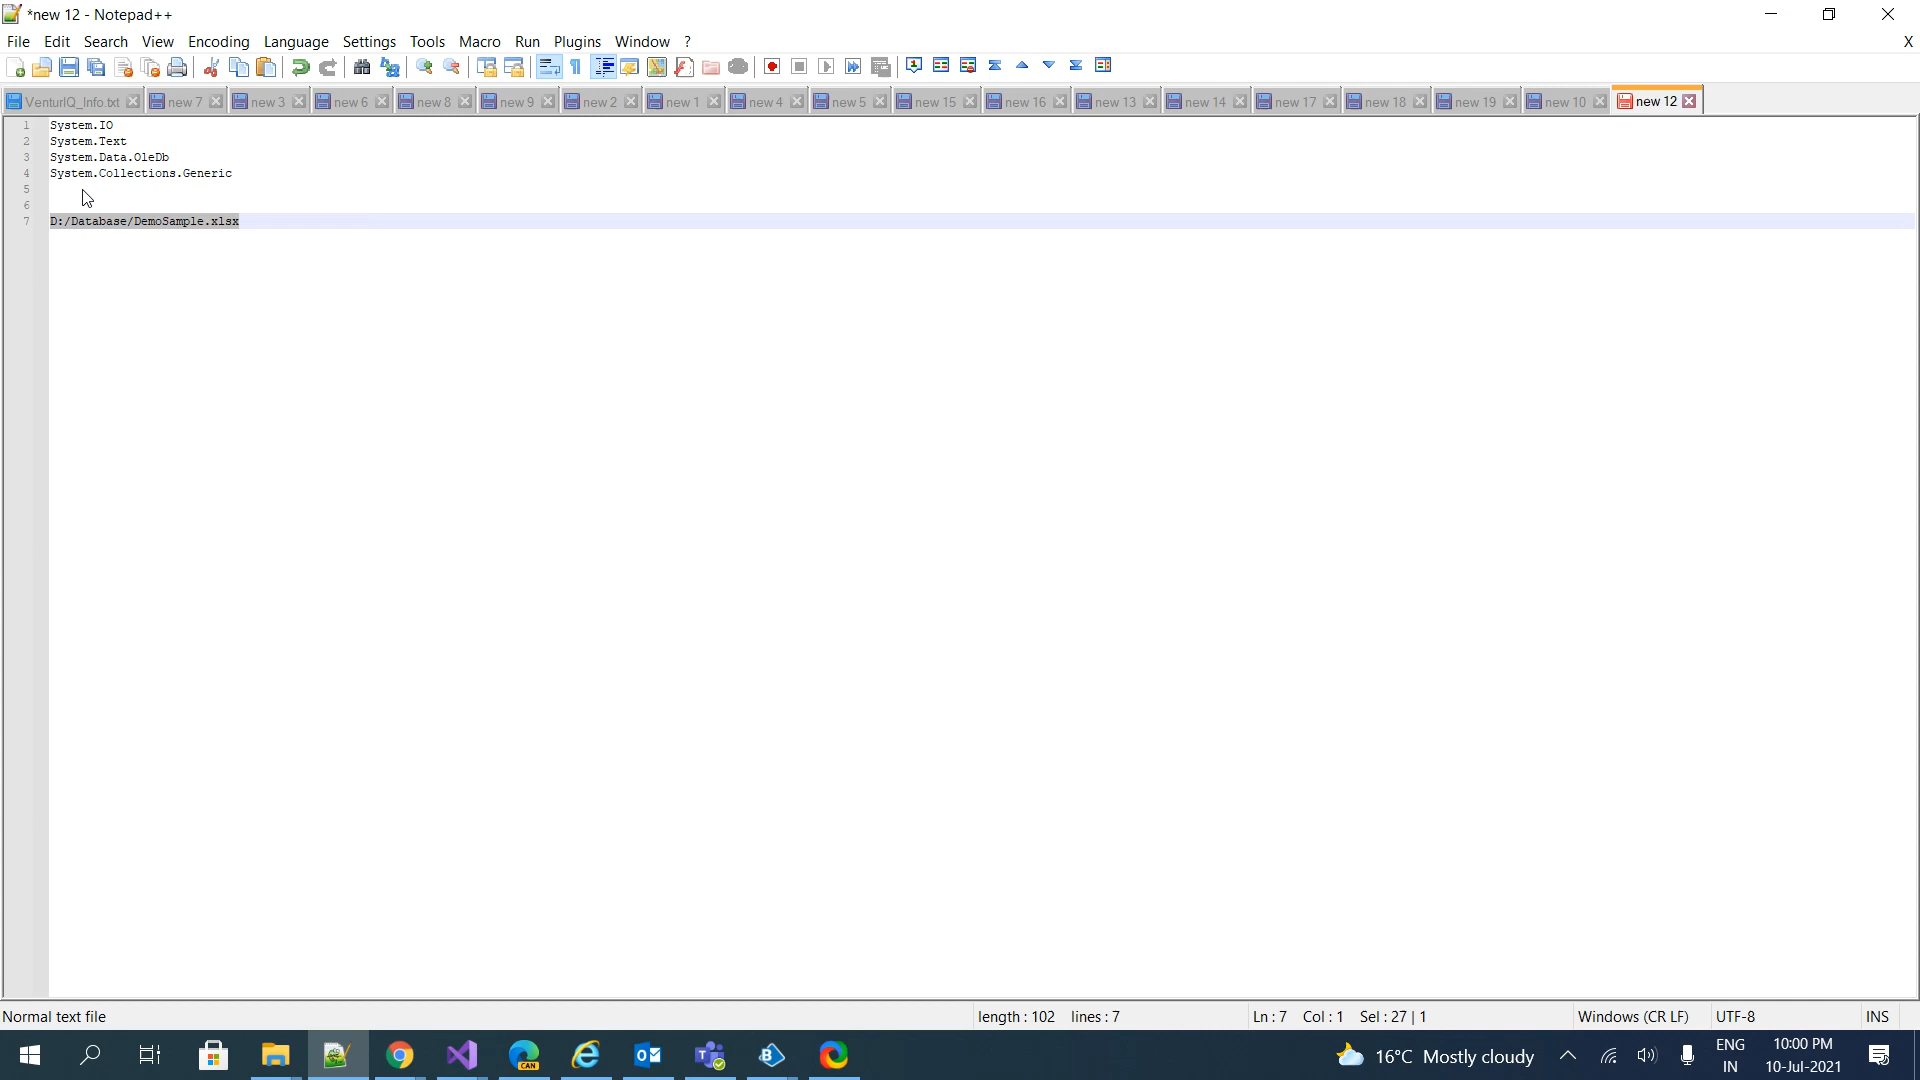 *new 12 - Notepad++
File Edit Search View Encoding Language Settings Tools Macro Run Plugins Window ?
X
VenturIQ_Info.txt new 7 new 3 new 6 new 8 new 9 new 2 new 1 new 4 new 5 new 15 new 16 new 13 new 14 new 17 new 18 new 19 new 10 new 12
1 System.IO
2 System.Text
3 System.Data.OleDb
4 System.Collections.Generic
5
6
7 D:/Database/DemoSample.xlsx
Normal text file length : 102 lines : 7 Ln : 7 Col : 1 Sel : 27 | 1 Windows (CR LF) UTF-8 INS
CAN
16°C Mostly cloudy
ENG
IN
10:00 PM
10-Jul-2021